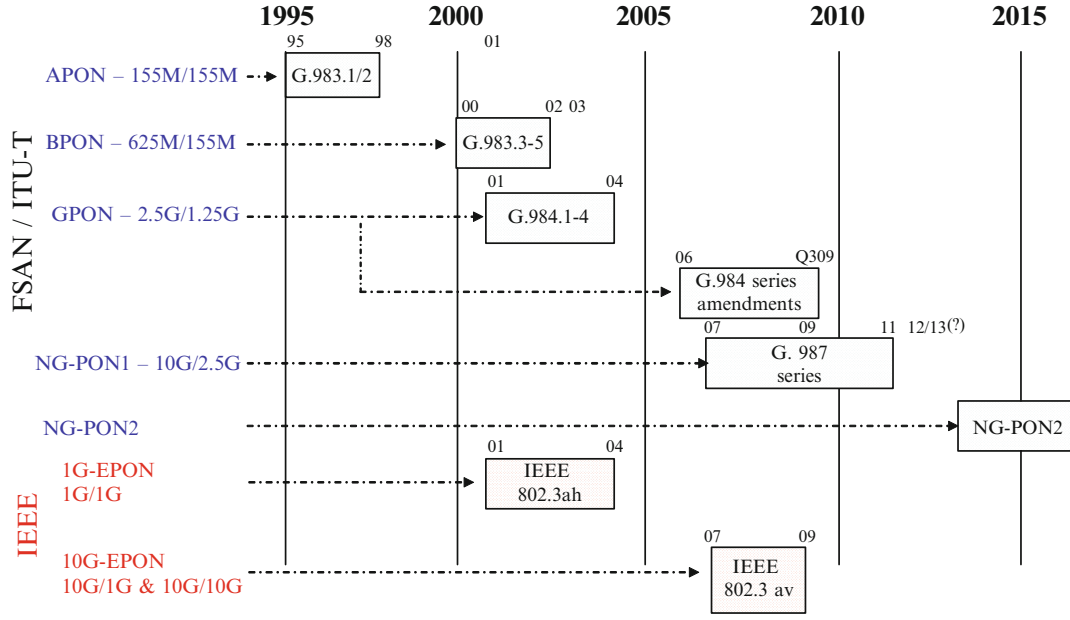 1995 2000 2005 2010 2015
95 98 01
APON – 155M/155M G.983.1/2
00 02 03
BPON – 625M/155M G.983.3-5
01 04
GPON – 2.5G/1.25G G.984.1-4
FSAN / ITU-T
06 Q309
G.984 series
amendments
07 09 11 12/13(?)
NG-PON1 – 10G/2.5G G. 987
series
NG-PON2 NG-PON2
01 04
1G-EPON IEEE
1G/1G 802.3ah
IEEE
07 09
10G-EPON IEEE
10G/1G & 10G/10G 802.3 av